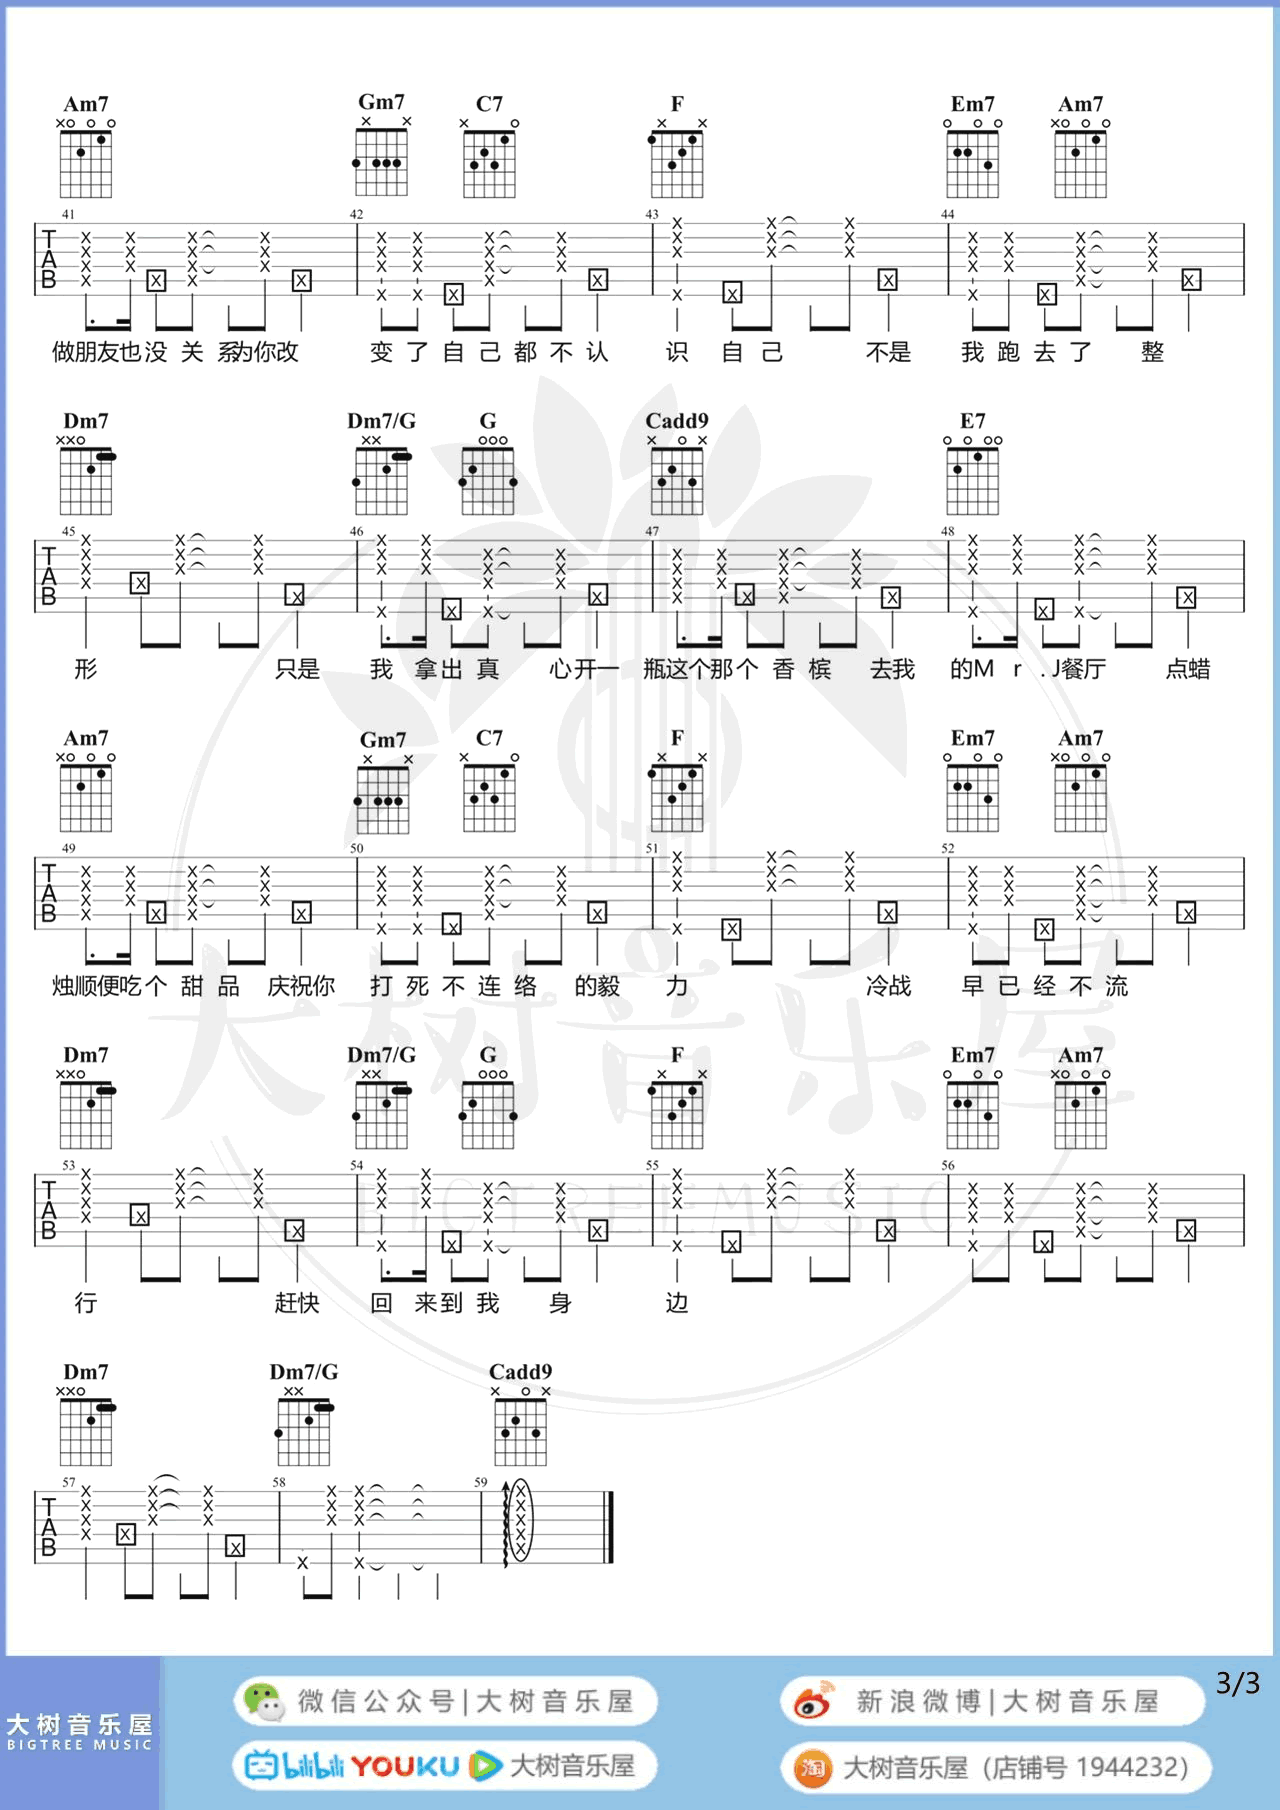 Am7 Gm7 C7 F Em7 Am7
41 42 43 44
做朋友也没关系为你改 变了自己都不认 识自己 不是 我跑去了整
Dm7 Dm7/G G Cadd9 E7
45 46 47 48
形 只是 我拿出真 心开一 瓶这个那个香槟 去我 的Mr.J餐厅 点蜡
Am7 Gm7 C7 F Em7 Am7
49 50 51 52
烛顺便吃个甜品 庆祝你 打死不连络 的毅 力 冷战 早已经不流
Dm7 Dm7/G G F Em7 Am7
53 54 55 56
行 赶快 回来到我 身 边
Dm7 Dm7/G Cadd9
57 58 59
大树音乐屋
BIGTREEMUSIC
3/3
大树音乐屋
BIGTREE MUSIC
微信公众号|大树音乐屋
新浪微博|大树音乐屋
bilibili YOUKU 大树音乐屋
淘 大树音乐屋（店铺号 1944232）